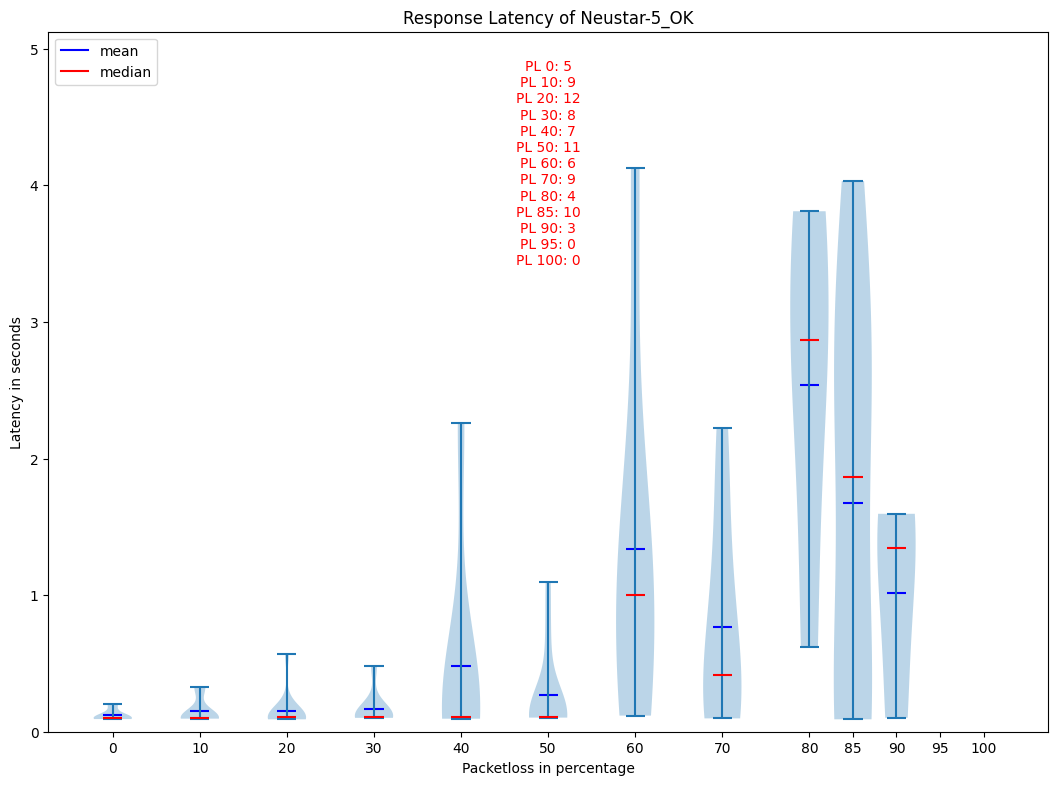 Response Latency of Neustar-5_OK
mean
median
PL 0: 5
PL 10: 9
PL 20: 12
PL 30: 8
PL 40: 7
PL 50: 11
PL 60: 6
PL 70: 9
PL 80: 4
PL 85: 10
PL 90: 3
PL 95: 0
PL 100: 0
Latency in seconds
5
4
3
2
1
0
0 10 20 30 40 50 60 70 80 85 90 95 100
Packetloss in percentage